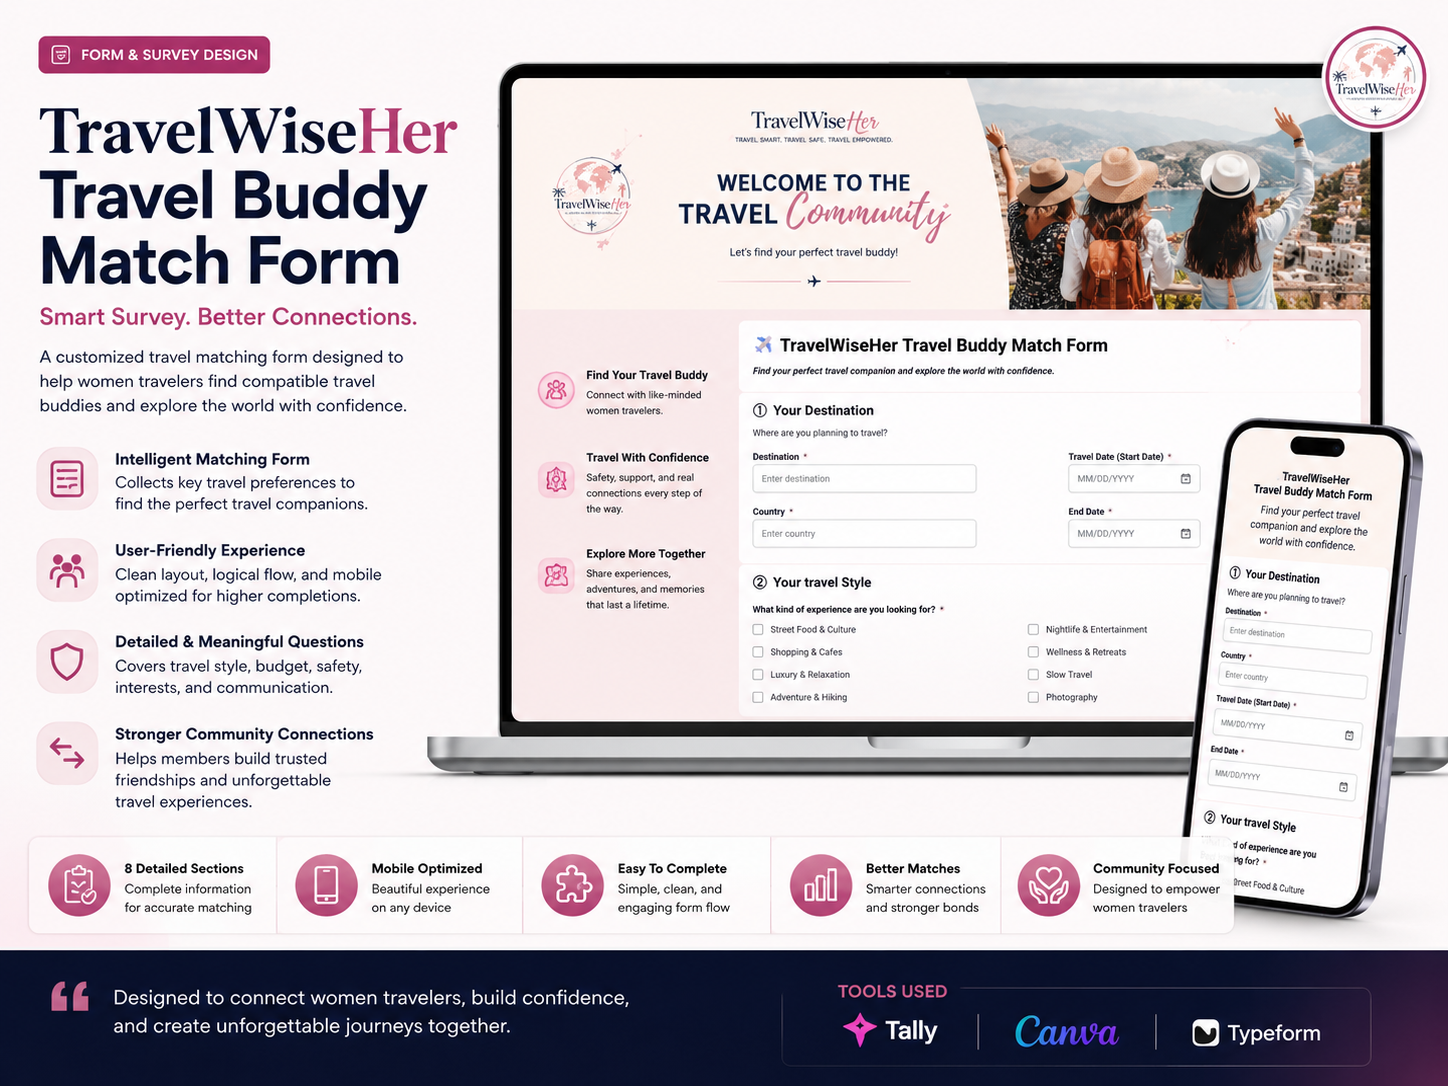 FORM & SURVEY DESIGN
TravelWiseHer
Travel Buddy
Match Form
Smart Survey. Better Connections.
A customized travel matching form designed to
help women travelers find compatible travel
buddies and explore the world with confidence.
Intelligent Matching Form
Collects key travel preferences to
find the perfect travel companions.
User-Friendly Experience
Clean layout, logical flow, and mobile
optimized for higher completions.
Detailed & Meaningful Questions
Covers travel style, budget, safety,
interests, and communication.
Stronger Community Connections
Helps members build trusted
friendships and unforgettable
travel experiences.
TravelWiseHer
TravelWiseHer
TRAVEL SMART. TRAVEL SAFE. TRAVEL EMPOWERED.
TravelWiseHer
WELCOME TO THE
TRAVEL Community
Let's find your perfect travel buddy!
Find Your Travel Buddy
Connect with like-minded
women travelers.
Travel With Confidence
Safety, support, and real
connections every step of
the way.
Explore More Together
Share experiences,
adventures, and memories
that last a lifetime.
TravelWiseHer Travel Buddy Match Form
Find your perfect travel companion and explore the world with confidence.
① Your Destination
Where are you planning to travel?
Destination *
Enter destination
Travel Date (Start Date) *
MM/DD/YYYY
Country *
Enter country
End Date *
MM/DD/YYYY
② Your travel Style
What kind of experience are you looking for? *
Street Food & Culture
Nightlife & Entertainment
Shopping & Cafes
Wellness & Retreats
Luxury & Relaxation
Slow Travel
Adventure & Hiking
Photography
TravelWiseHer
Travel Buddy Match Form
Find your perfect travel
companion and explore the
world with confidence.
① Your Destination
Where are you planning to travel?
Destination *
Enter destination
Country *
Enter country
Travel Date (Start Date) *
MM/DD/YYYY
End Date *
MM/DD/YYYY
② Your travel Style
of experience are you
for? *
Street Food & Culture
8 Detailed Sections
Complete information
for accurate matching
Mobile Optimized
Beautiful experience
on any device
Easy To Complete
Simple, clean, and
engaging form flow
Better Matches
Smarter connections
and stronger bonds
Community Focused
Designed to empower
women travelers
Designed to connect women travelers, build confidence,
and create unforgettable journeys together.
TOOLS USED
Tally
Canva
Typeform